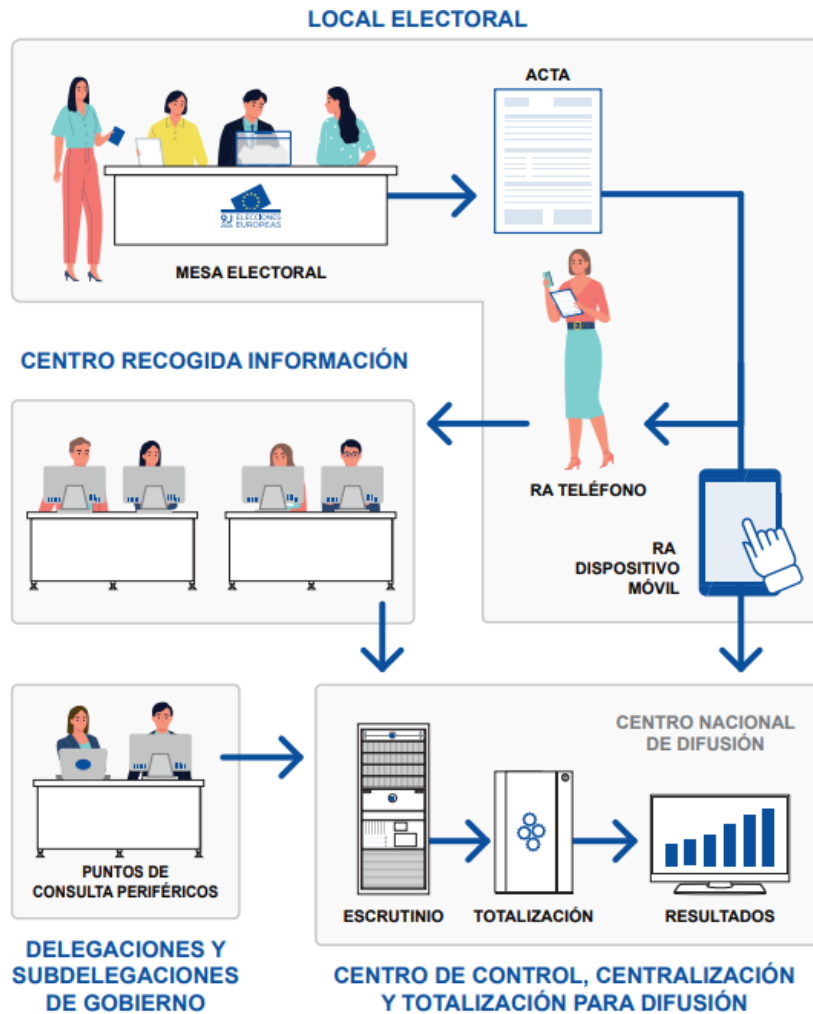 LOCAL ELECTORAL
ACTA
9J ELECCIONES
EUROPEAS
MESA ELECTORAL
CENTRO RECOGIDA INFORMACIÓN
RA TELÉFONO
RA
DISPOSITIVO
MÓVIL
CENTRO NACIONAL
DE DIFUSIÓN
PUNTOS DE
CONSULTA PERIFÉRICOS
ESCRUTINIO
TOTALIZACIÓN
RESULTADOS
DELEGACIONES Y
SUBDELEGACIONES
DE GOBIERNO
CENTRO DE CONTROL, CENTRALIZACIÓN
Y TOTALIZACIÓN PARA DIFUSIÓN